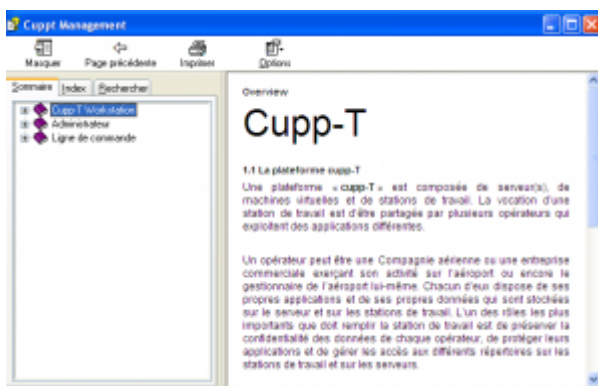 Cuppt Management
Masquer Page précédente Imprimer Options
Sommaire Index Rechercher
Cupp-T Workstation
Administrateur
Ligne de commande
Overview
Cupp-T
1.1 La plateforme cupp-T
Une plateforme « cupp-T » est composée de serveur(s), de
machines virtuelles et de stations de travail. La vocation d'une
station de travail est d'être partagée par plusieurs opérateurs qui
exploitent des applications différentes.
Un opérateur peut être une Compagnie aérienne ou une entreprise
commerciale exerçant son activité sur l'aéroport ou encore le
gestionnaire de l'aéroport lui-même. Chacun d'eux dispose de ses
propres applications et de ses propres données qui sont stockées
sur le serveur et sur les stations de travail. L'un des rôles les plus
importants que doit remplir la station de travail est de préserver la
confidentialité des données de chaque opérateur, de protéger leurs
applications et de gérer les accès aux différents répertoires sur les
stations de travail et sur les serveurs.